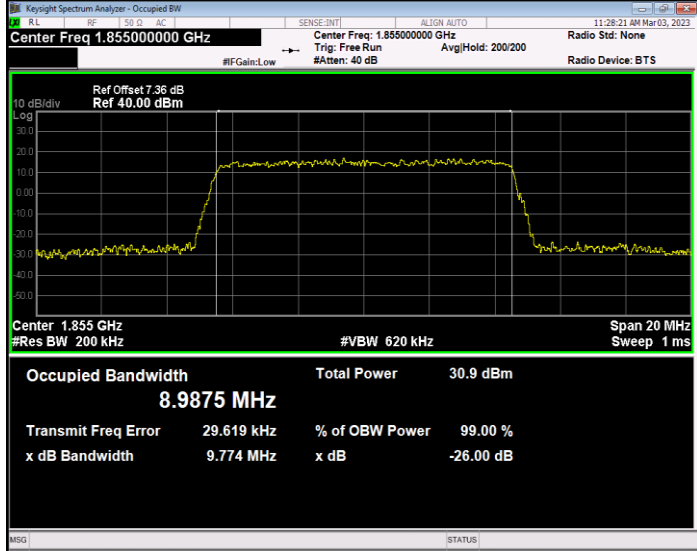 Keysight Spectrum Analyzer - Occupied BW
RL RF 50 Ω AC SENSE:INT ALIGN AUTO 11:28:21 AM Mar 03, 2023
Center Freq 1.855000000 GHz
Center Freq: 1.855000000 GHz
Radio Std: None
Trig: Free Run Avg|Hold: 200/200
#IFGain:Low
#Atten: 40 dB
Radio Device: BTS
Ref Offset 7.36 dB
10 dB/div Ref 40.00 dBm
Log
30.0
20.0
10.0
0.00
-10.0
-20.0
-30.0
-40.0
-50.0
Center 1.855 GHz Span 20 MHz
#Res BW 200 kHz #VBW 620 kHz Sweep 1 ms
Occupied Bandwidth Total Power 30.9 dBm
8.9875 MHz
Transmit Freq Error 29.619 kHz % of OBW Power 99.00 %
x dB Bandwidth 9.774 MHz x dB -26.00 dB
MSG STATUS